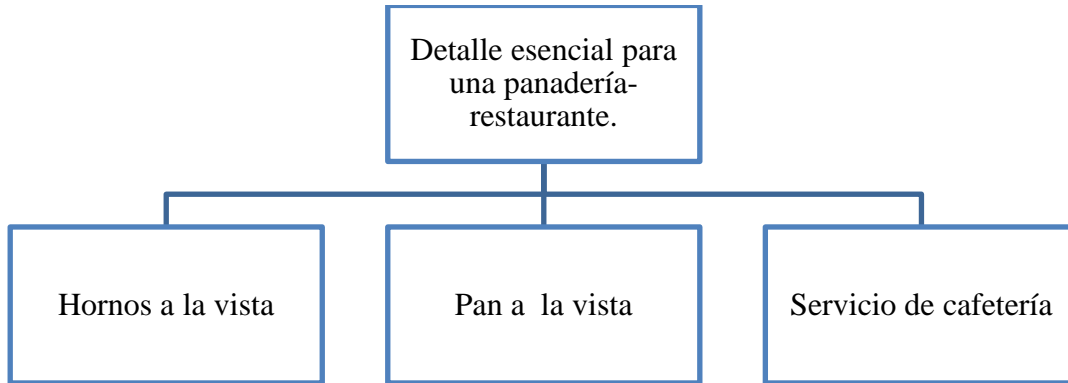 Detalle esencial para
una panadería-
restaurante.
Hornos a la vista
Pan a  la vista
Servicio de cafetería